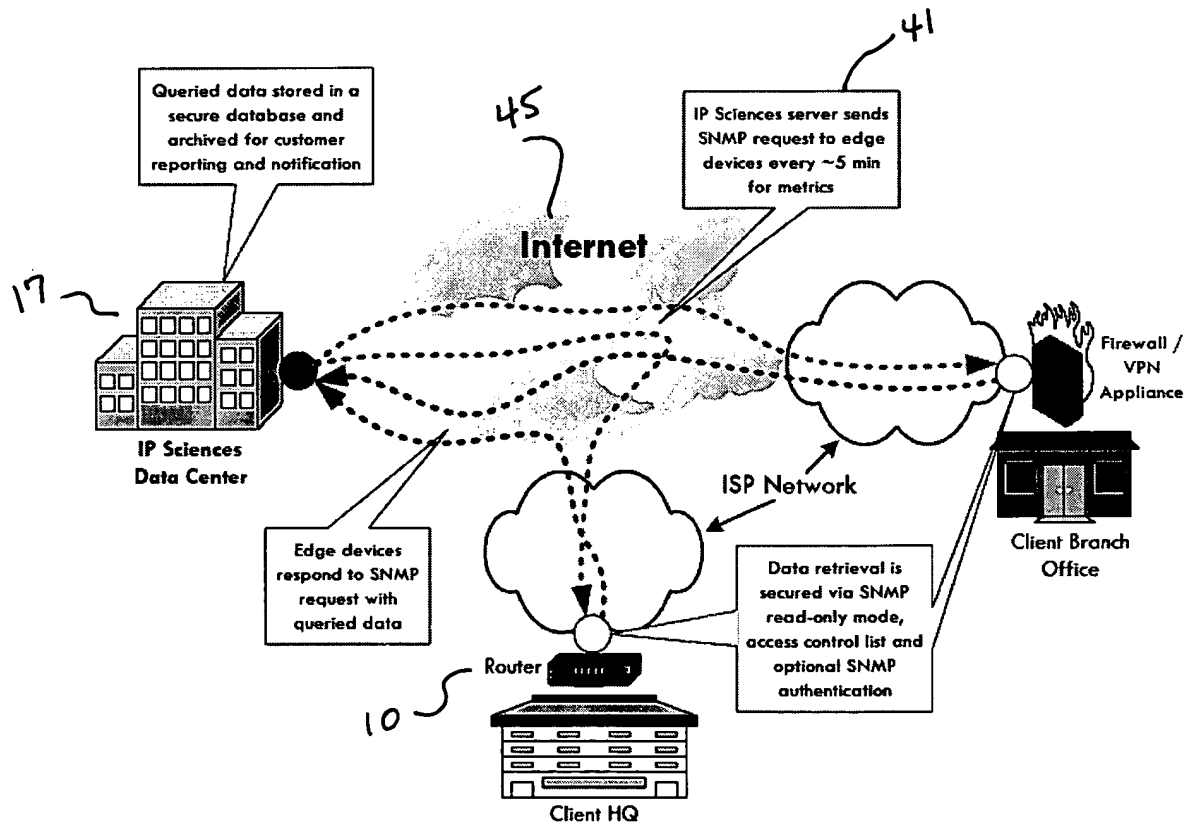 41
Queried data stored in a
secure database and
archived for customer
reporting and notification
45
IP Sciences server sends
SNMP request to edge
devices every ~5 min
for metrics
Internet
17
Firewall /
VPN
Appliance
IP Sciences
Data Center
ISP Network
Client Branch
Office
Edge devices
respond to SNMP
request with
queried data
Data retrieval is
secured via SNMP
read-only mode,
access control list and
optional SNMP
authentication
Router
10
Client HQ